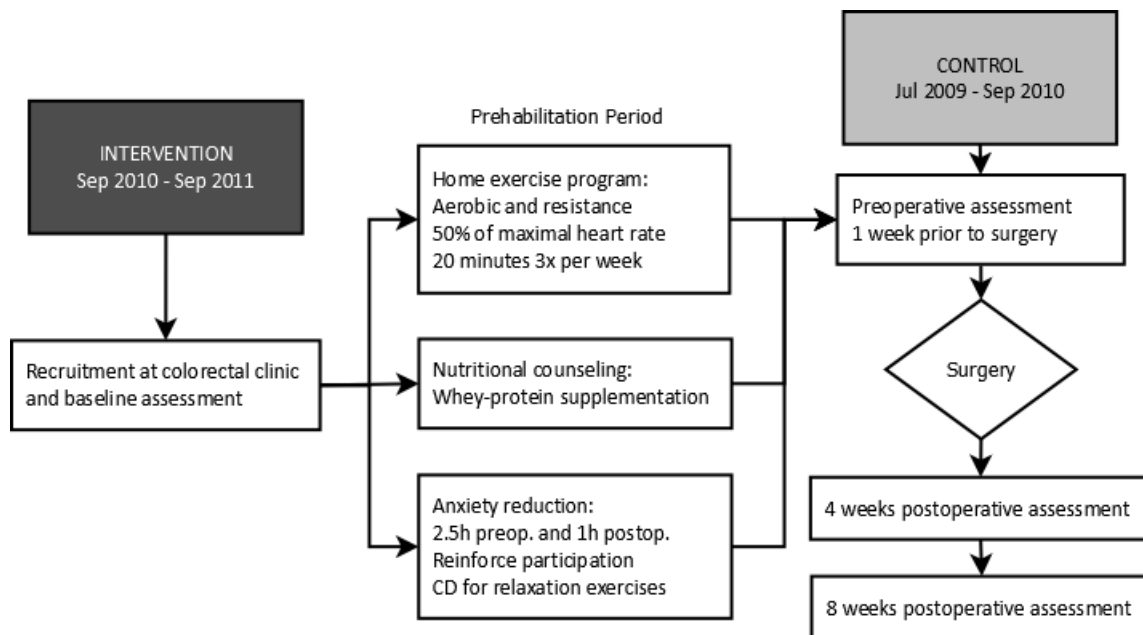 INTERVENTION
Sep 2010 - Sep 2011
Recruitment at colorectal clinic
and baseline assessment
Prehabilitation Period
Home exercise program:
Aerobic and resistance
50% of maximal heart rate
20 minutes 3x per week
Nutritional counseling:
Whey-protein supplementation
Anxiety reduction:
2.5h preop. and 1h postop.
Reinforce participation
CD for relaxation exercises
CONTROL
Jul 2009 - Sep 2010
Preoperative assessment
1 week prior to surgery
Surgery
4 weeks postoperative assessment
8 weeks postoperative assessment